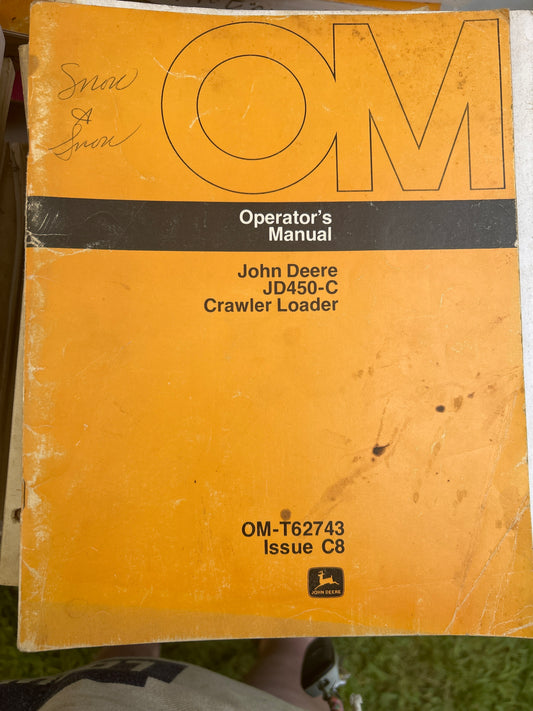 OM
Snow
&
Snow
Operator's
Manual
John Deere
JD450-C
Crawler Loader
OM-T62743
Issue C8
JOHN DEERE